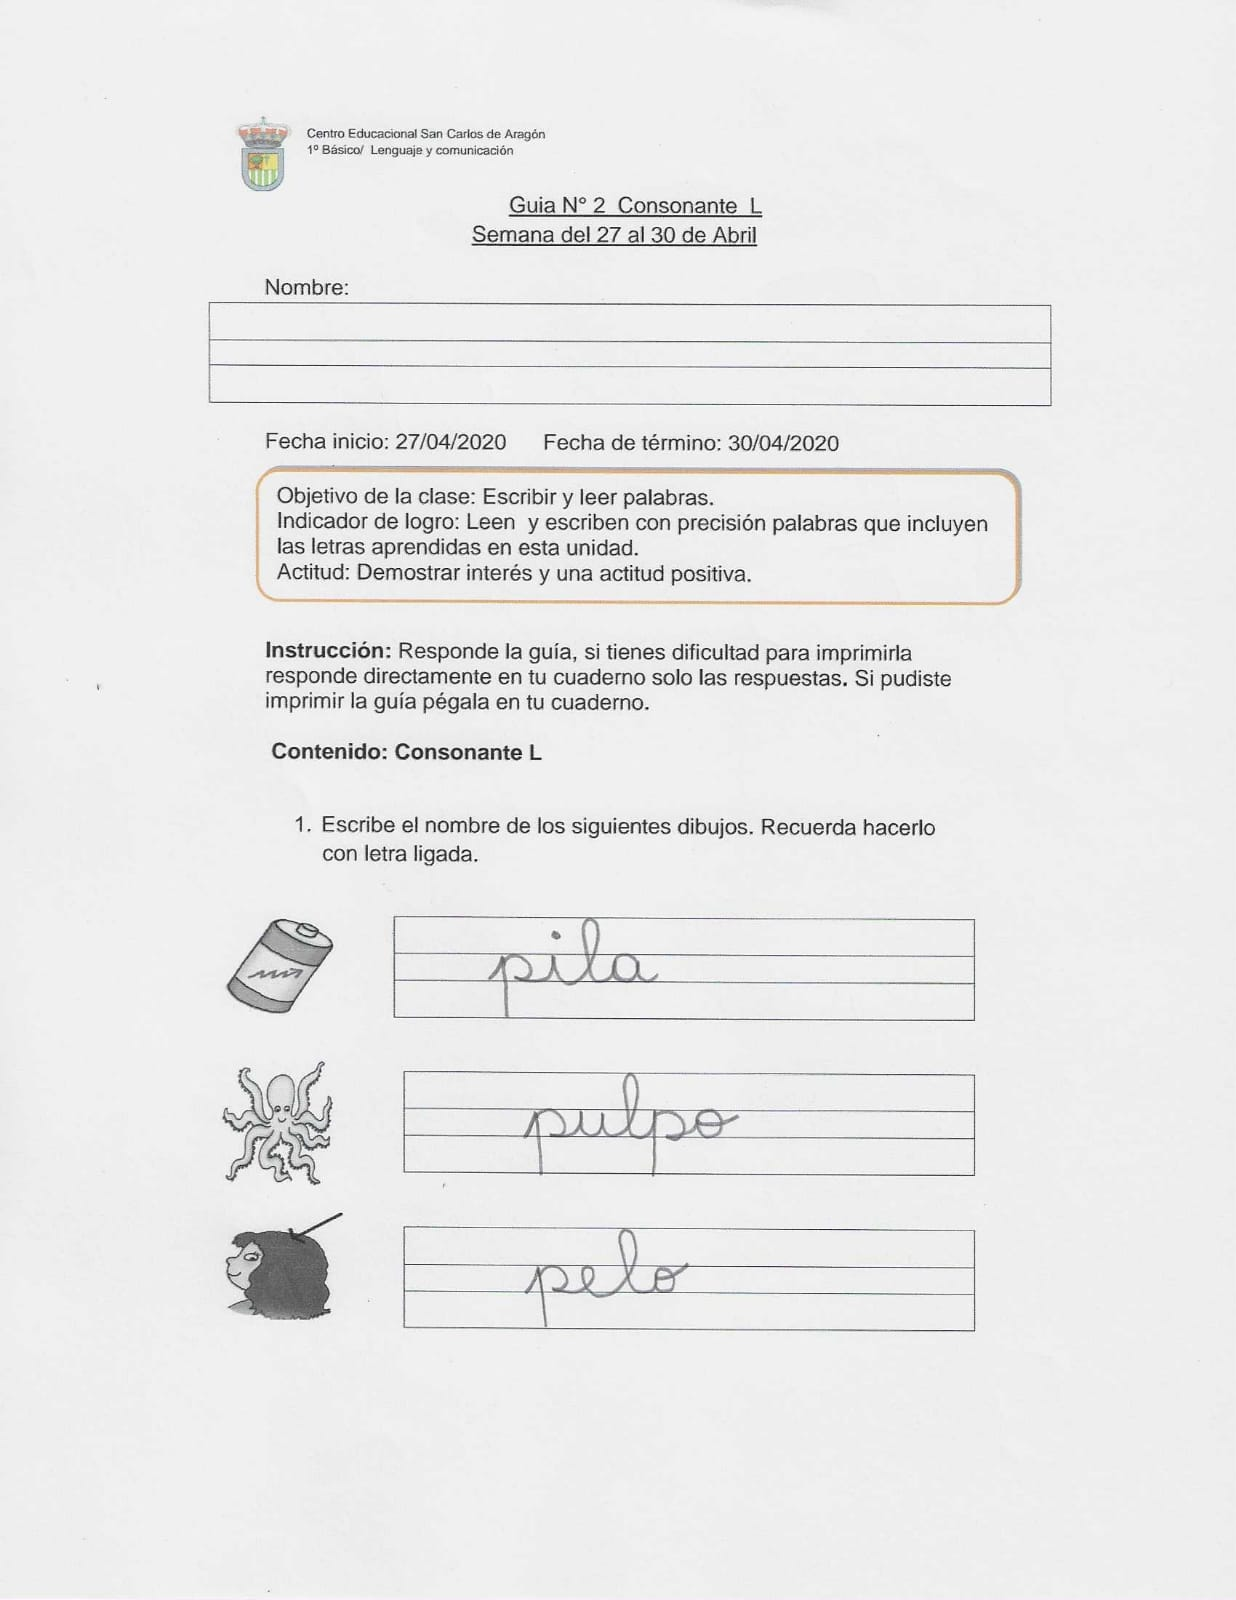 Centro Educacional San Carlos de Aragón
1º Básico/ Lenguaje y comunicación
Guia N° 2 Consonante L
Semana del 27 al 30 de Abril
Nombre:
Fecha inicio: 27/04/2020 Fecha de término: 30/04/2020
Objetivo de la clase: Escribir y leer palabras.
Indicador de logro: Leen y escriben con precisión palabras que incluyen
las letras aprendidas en esta unidad.
Actitud: Demostrar interés y una actitud positiva.
Instrucción: Responde la guía, si tienes dificultad para imprimirla
responde directamente en tu cuaderno solo las respuestas. Si pudiste
imprimir la guía pégala en tu cuaderno.
Contenido: Consonante L
1. Escribe el nombre de los siguientes dibujos. Recuerda hacerlo
con letra ligada.
pila
pulpo
pelo